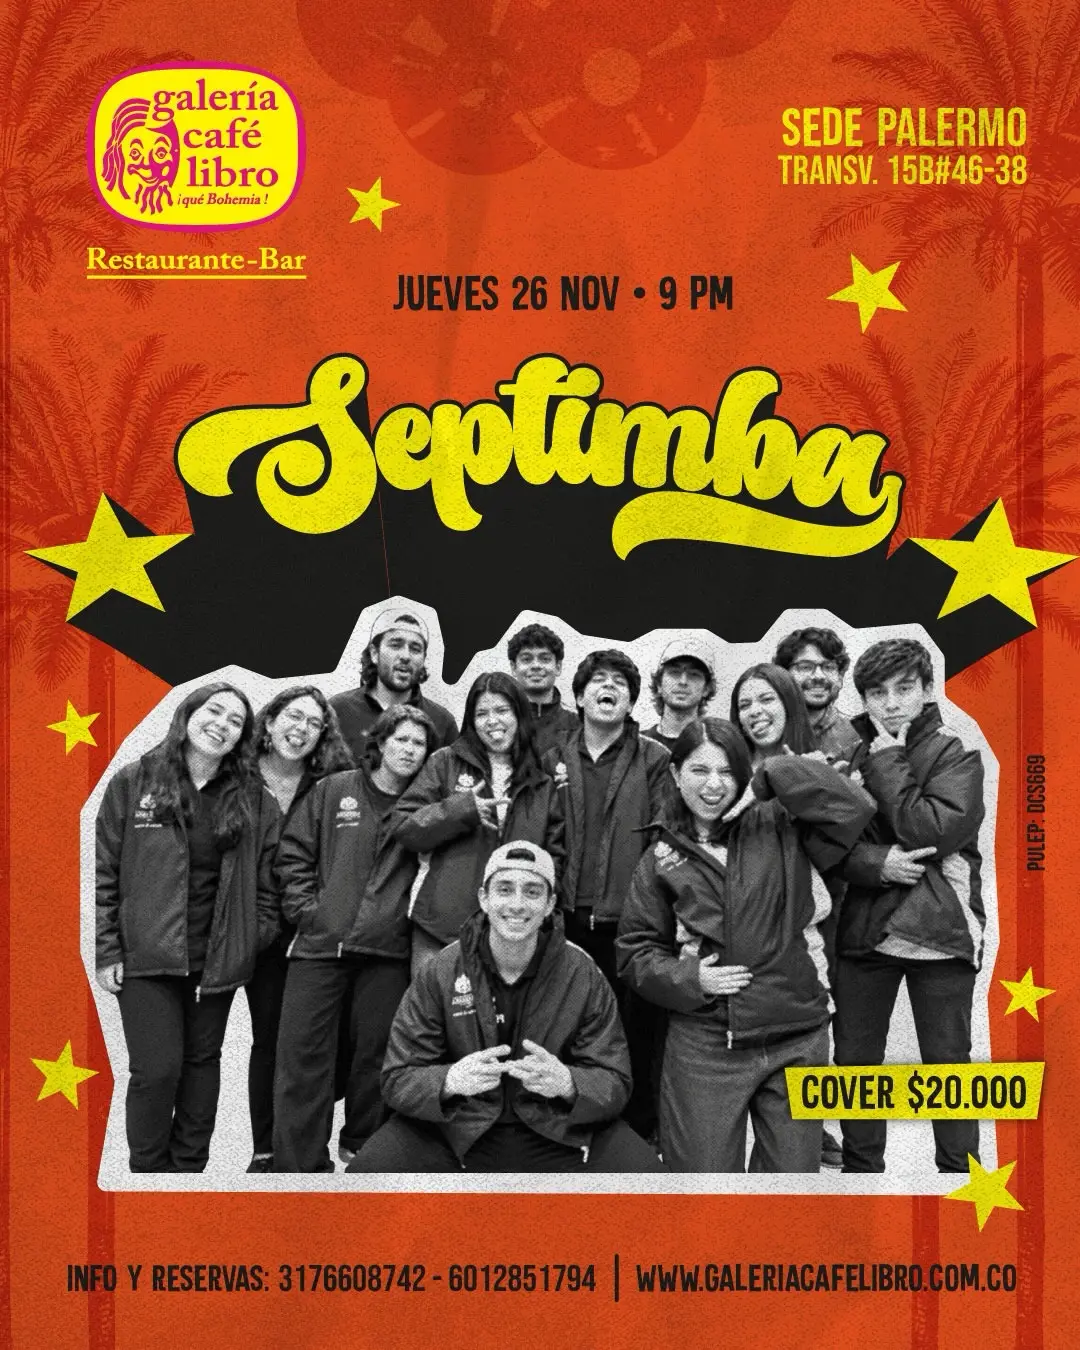 galería
café
libro
¡qué Bohemia!
Restaurante-Bar
SEDE PALERMO
TRANSV. 15B#46-38
JUEVES 26 NOV • 9 PM
Septimba
PULEP: DCS669
COVER $20.000
INFO Y RESERVAS: 3176608742 - 6012851794 | WWW.GALERIACAFELIBRO.COM.CO